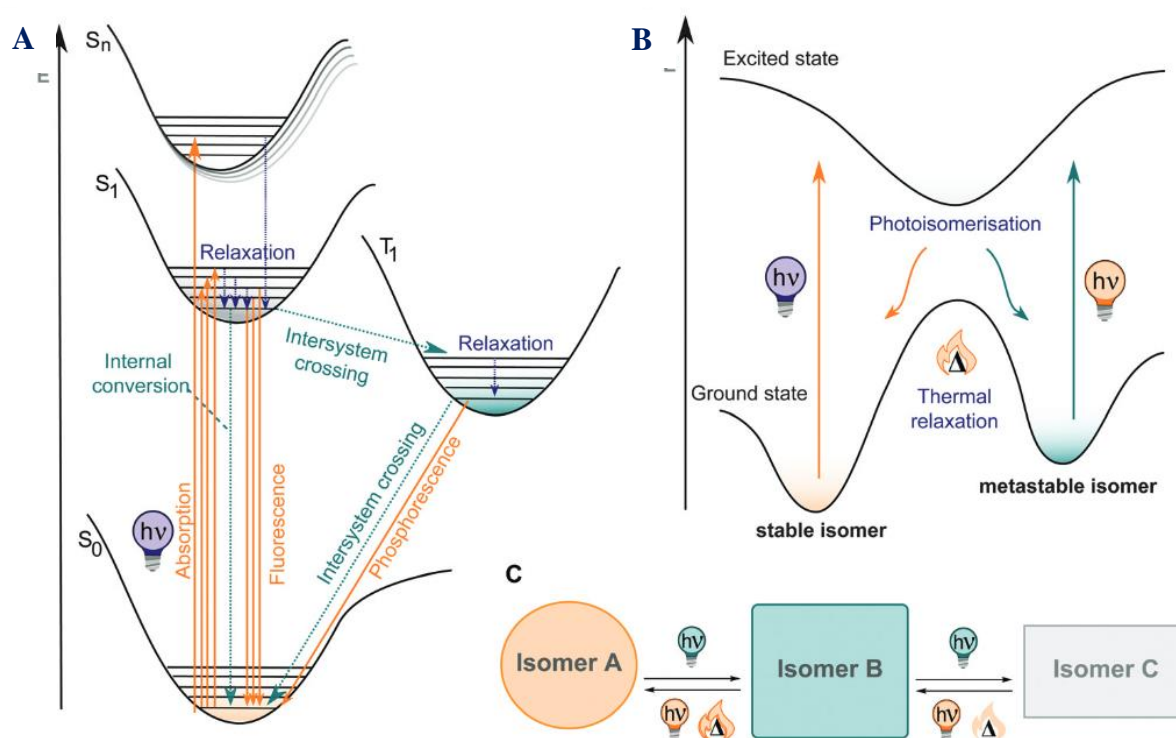 A
Sn
S1
Relaxation
T1
Intersystem
crossing
Relaxation
Internal
conversion
Absorption
Fluorescence
Intersystem crossing
Phosphorescence
hν
S0
B
Excited state
Photoisomerisation
hν
hν
Δ
Ground state
Thermal
relaxation
metastable isomer
stable isomer
C
Isomer A
hν
hν Δ
Isomer B
hν
hν Δ
Isomer C